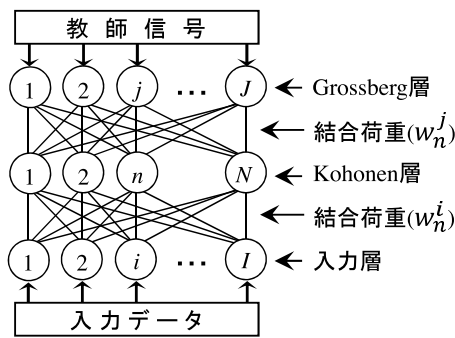 教師信号
1 2 j … J Grossberg層
結合荷重(w_n^j)
1 2 n N Kohonen層
結合荷重(w_n^i)
1 2 i … I 入力層
入力データ